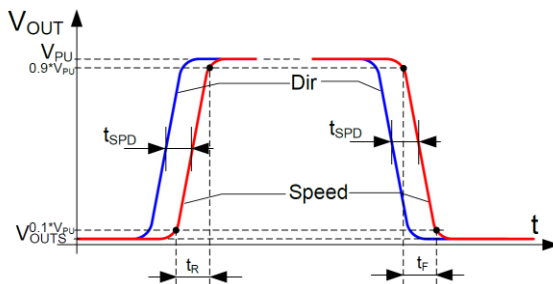 VOUT
VPU
0.9*VPU
Dir
tSPD
tSPD
Speed
0.1*VPU
VOUTS
t
tR
tF